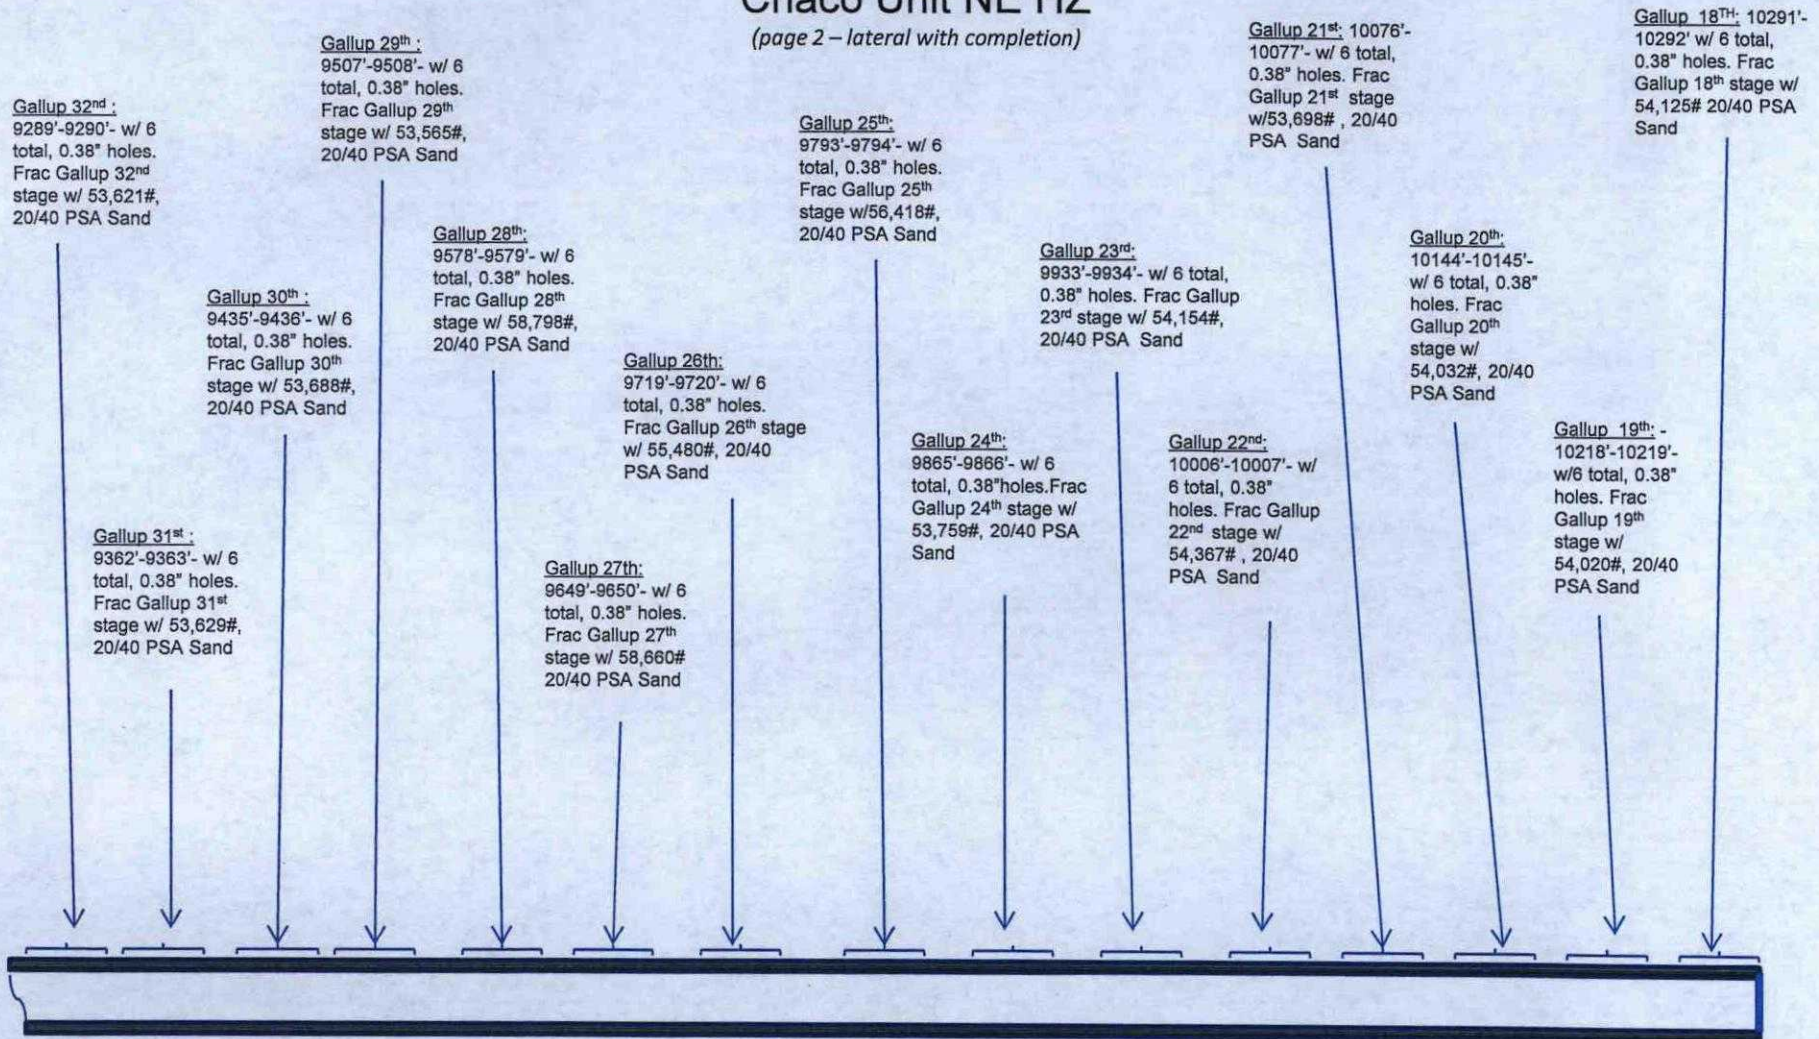 Chaco Unit NE HZ
(page 2 – lateral with completion)
Gallup 32nd :
9289'-9290'- w/ 6
total, 0.38" holes.
Frac Gallup 32nd
stage w/ 53,621#,
20/40 PSA Sand
Gallup 31st :
9362'-9363'- w/ 6
total, 0.38" holes.
Frac Gallup 31st
stage w/ 53,629#,
20/40 PSA Sand
Gallup 30th :
9435'-9436'- w/ 6
total, 0.38" holes.
Frac Gallup 30th
stage w/ 53,688#,
20/40 PSA Sand
Gallup 29th :
9507'-9508'- w/ 6
total, 0.38" holes.
Frac Gallup 29th
stage w/ 53,565#,
20/40 PSA Sand
Gallup 28th:
9578'-9579'- w/ 6
total, 0.38" holes.
Frac Gallup 28th
stage w/ 58,798#,
20/40 PSA Sand
Gallup 27th:
9649'-9650'- w/ 6
total, 0.38" holes.
Frac Gallup 27th
stage w/ 58,660#
20/40 PSA Sand
Gallup 26th:
9719'-9720'- w/ 6
total, 0.38" holes.
Frac Gallup 26th stage
w/ 55,480#, 20/40
PSA Sand
Gallup 25th:
9793'-9794'- w/ 6
total, 0.38" holes.
Frac Gallup 25th
stage w/56,418#,
20/40 PSA Sand
Gallup 24th:
9865'-9866'- w/ 6
total, 0.38"holes.Frac
Gallup 24th stage w/
53,759#, 20/40 PSA
Sand
Gallup 23rd:
9933'-9934'- w/ 6 total,
0.38" holes. Frac Gallup
23rd stage w/ 54,154#,
20/40 PSA Sand
Gallup 22nd:
10006'-10007'- w/
6 total, 0.38"
holes. Frac Gallup
22nd stage w/
54,367# , 20/40
PSA Sand
Gallup 21st: 10076'-
10077'- w/ 6 total,
0.38" holes. Frac
Gallup 21st stage
w/53,698# , 20/40
PSA Sand
Gallup 20th:
10144'-10145'-
w/ 6 total, 0.38"
holes. Frac
Gallup 20th
stage w/
54,032#, 20/40
PSA Sand
Gallup 19th: -
10218'-10219'-
w/6 total, 0.38"
holes. Frac
Gallup 19th
stage w/
54,020#, 20/40
PSA Sand
Gallup 18TH: 10291'-
10292' w/ 6 total,
0.38" holes. Frac
Gallup 18th stage w/
54,125# 20/40 PSA
Sand